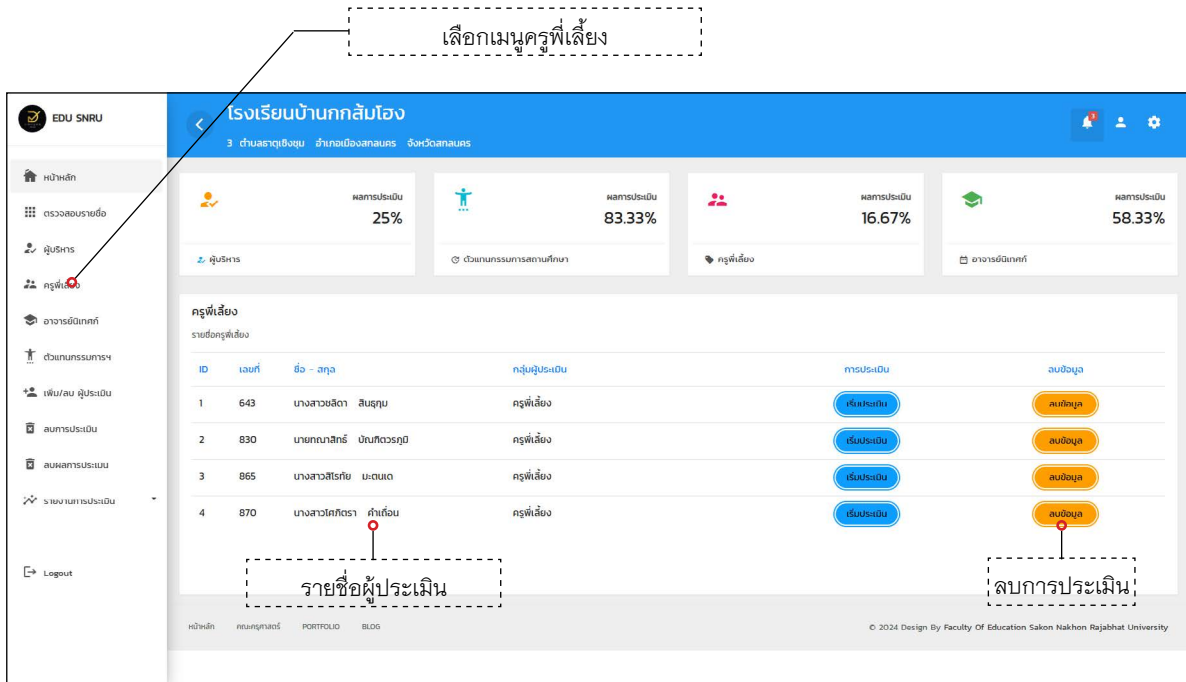 เลือกเมนูครูพี่เลี้ยง
EDU SNRU
โรงเรียนบ้านกกส้มโฮง
3 ตำบลธาตุเชิงชุม อำเภอเมืองสกลนคร จังหวัดสกลนคร
3
หน้าหลัก
ตรวจสอบรายชื่อ
ผู้บริหาร
ครูพี่เลี้ยง
อาจารย์นิเทศก์
ตัวแทนกรรมการฯ
เพิ่ม/ลบ ผู้ประเมิน
ลบการประเมิน
ลบผลการประเมิน
รายงานการประเมิน
Logout
ผลการประเมิน
25%
ผู้บริหาร
ผลการประเมิน
83.33%
ตัวแทนกรรมการสถานศึกษา
ผลการประเมิน
16.67%
ครูพี่เลี้ยง
ผลการประเมิน
58.33%
อาจารย์นิเทศก์
ครูพี่เลี้ยง
รายชื่อครูพี่เลี้ยง
ID เลขที่ ชื่อ - สกุล กลุ่มผู้ประเมิน การประเมิน ลบข้อมูล
1 643 นางสาวชลิตา สินธุกุม ครูพี่เลี้ยง เริ่มประเมิน ลบข้อมูล
2 830 นายคณาสิทธ์ บัณฑิตวรภูมิ ครูพี่เลี้ยง เริ่มประเมิน ลบข้อมูล
3 865 นางสาวสิโรทัย มะตนเด ครูพี่เลี้ยง เริ่มประเมิน ลบข้อมูล
4 870 นางสาวโศภิตรา คำเถื่อน ครูพี่เลี้ยง เริ่มประเมิน ลบข้อมูล
รายชื่อผู้ประเมิน
ลบการประเมิน
หน้าหลัก คณะครุศาสตร์ PORTFOLIO BLOG
© 2024 Design By Faculty Of Education Sakon Nakhon Rajabhat University